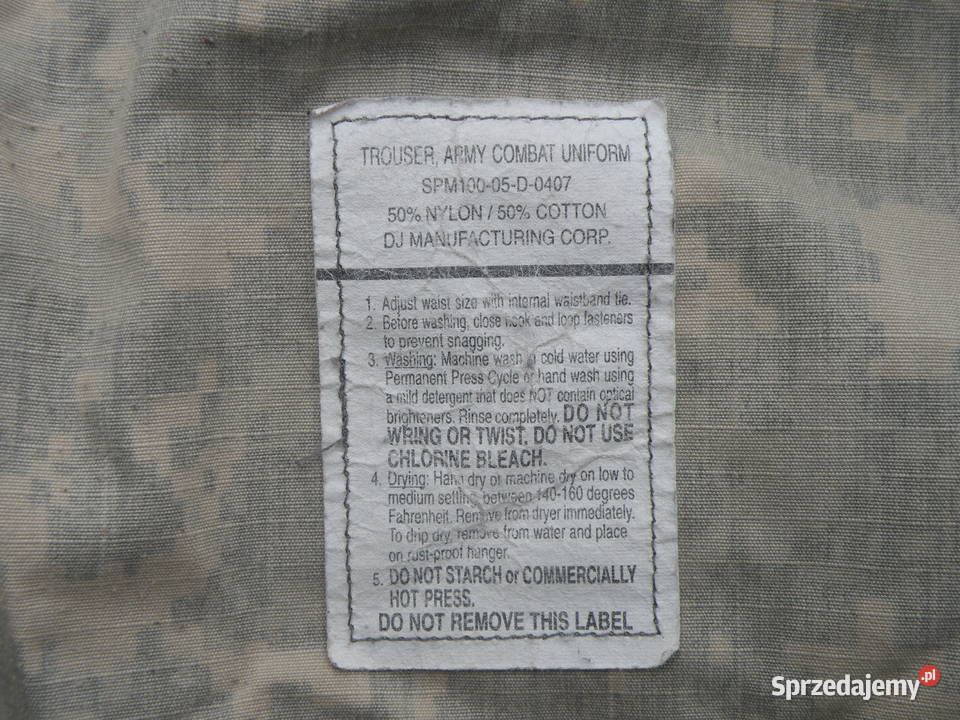 TROUSER, ARMY COMBAT UNIFORM
SPM100-05-D-0407
50% NYLON / 50% COTTON
DJ MANUFACTURING CORP.
1. Adjust waist size with internal waistband tie.
2. Before washing, close hook and loop fasteners
to prevent snagging.
3. Washing: Machine wash in cold water using
Permanent Press Cycle or hand wash using
a mild detergent that does NOT contain optical
brighteners. Rinse completely. DO NOT
WRING OR TWIST. DO NOT USE
CHLORINE BLEACH.
4. Drying: Hand dry or machine dry on low to
medium setting between 140-160 degrees
Fahrenheit. Remove from dryer immediately.
To drip dry, remove from water and place
on rust-proof hanger.
5. DO NOT STARCH or COMMERCIALLY
HOT PRESS.
DO NOT REMOVE THIS LABEL
Sprzedajemy.pl